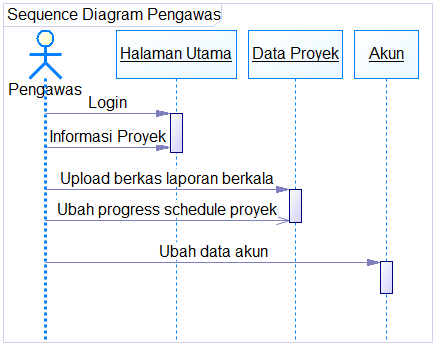 Sequence Diagram Pengawas
Halaman Utama
Data Proyek
Akun
Pengawas
Login
Informasi Proyek
Upload berkas laporan berkala
Ubah progress schedule proyek
Ubah data akun